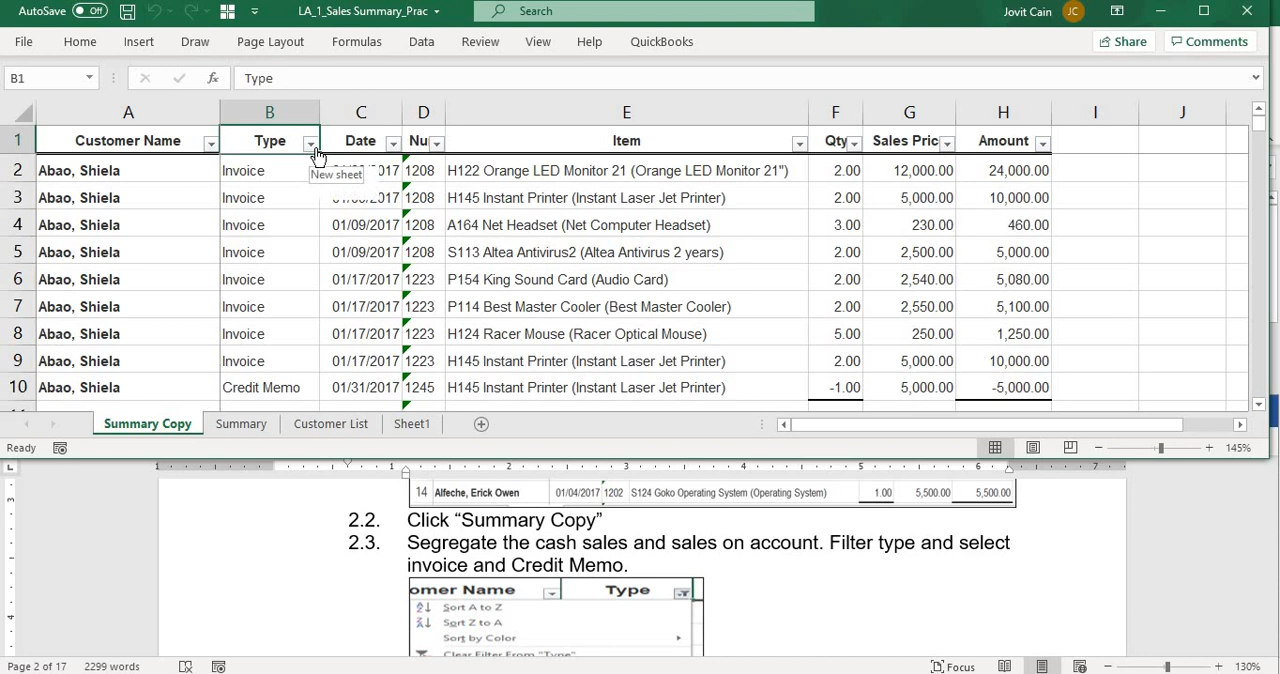 AutoSave Off LA_1_Sales Summary_Prac Search Jovit Cain JC
File Home Insert Draw Page Layout Formulas Data Review View Help QuickBooks Share Comments
B1 fx Type
A B C D E F G H I J
1 Customer Name Type Date Nu Item Qty Sales Pric Amount
2 Abao, Shiela Invoice 2017 1208 H122 Orange LED Monitor 21 (Orange LED Monitor 21") 2.00 12,000.00 24,000.00
New sheet
3 Abao, Shiela Invoice 2017 1208 H145 Instant Printer (Instant Laser Jet Printer) 2.00 5,000.00 10,000.00
4 Abao, Shiela Invoice 01/09/2017 1208 A164 Net Headset (Net Computer Headset) 3.00 230.00 460.00
5 Abao, Shiela Invoice 01/09/2017 1208 S113 Altea Antivirus2 (Altea Antivirus 2 years) 2.00 2,500.00 5,000.00
6 Abao, Shiela Invoice 01/17/2017 1223 P154 King Sound Card (Audio Card) 2.00 2,540.00 5,080.00
7 Abao, Shiela Invoice 01/17/2017 1223 P114 Best Master Cooler (Best Master Cooler) 2.00 2,550.00 5,100.00
8 Abao, Shiela Invoice 01/17/2017 1223 H124 Racer Mouse (Racer Optical Mouse) 5.00 250.00 1,250.00
9 Abao, Shiela Invoice 01/17/2017 1223 H145 Instant Printer (Instant Laser Jet Printer) 2.00 5,000.00 10,000.00
10 Abao, Shiela Credit Memo 01/31/2017 1245 H145 Instant Printer (Instant Laser Jet Printer) -1.00 5,000.00 -5,000.00
Summary Copy Summary Customer List Sheet1
Ready 145%
1 1 2 3 4 5 6 7
14 Alfeche, Erick Owen 01/04/2017 1202 S124 Goko Operating System (Operating System) 1.00 5,500.00 5,500.00
2.2. Click “Summary Copy”
2.3. Segregate the cash sales and sales on account. Filter type and select
invoice and Credit Memo.
omer Name Type
Sort A to Z
Sort Z to A
Sort by Color
Clear Filter From "Type"
3
4
Page 2 of 17 2299 words Focus 130%